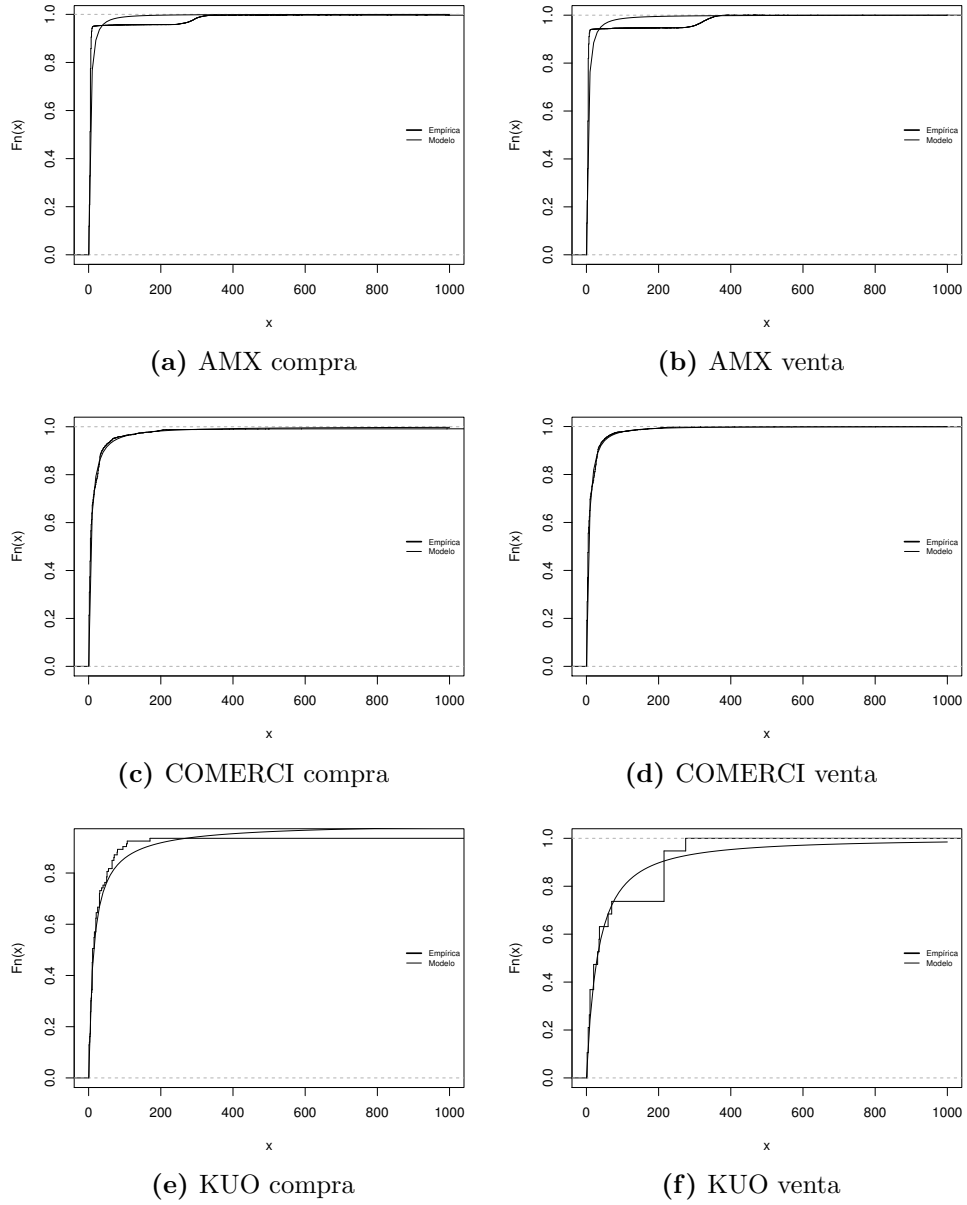 Fn(x)
1.0
0.8
0.6
0.4
0.2
0.0
Empírica
Modelo
0 200 400 600 800 1000
x
(a) AMX compra
Fn(x)
1.0
0.8
0.6
0.4
0.2
0.0
Empírica
Modelo
0 200 400 600 800 1000
x
(b) AMX venta
Fn(x)
1.0
0.8
0.6
0.4
0.2
0.0
Empírica
Modelo
0 200 400 600 800 1000
x
(c) COMERCI compra
Fn(x)
1.0
0.8
0.6
0.4
0.2
0.0
Empírica
Modelo
0 200 400 600 800 1000
x
(d) COMERCI venta
Fn(x)
0.8
0.6
0.4
0.2
0.0
Empírica
Modelo
0 200 400 600 800 1000
x
(e) KUO compra
Fn(x)
1.0
0.8
0.6
0.4
0.2
0.0
Empírica
Modelo
0 200 400 600 800 1000
x
(f) KUO venta